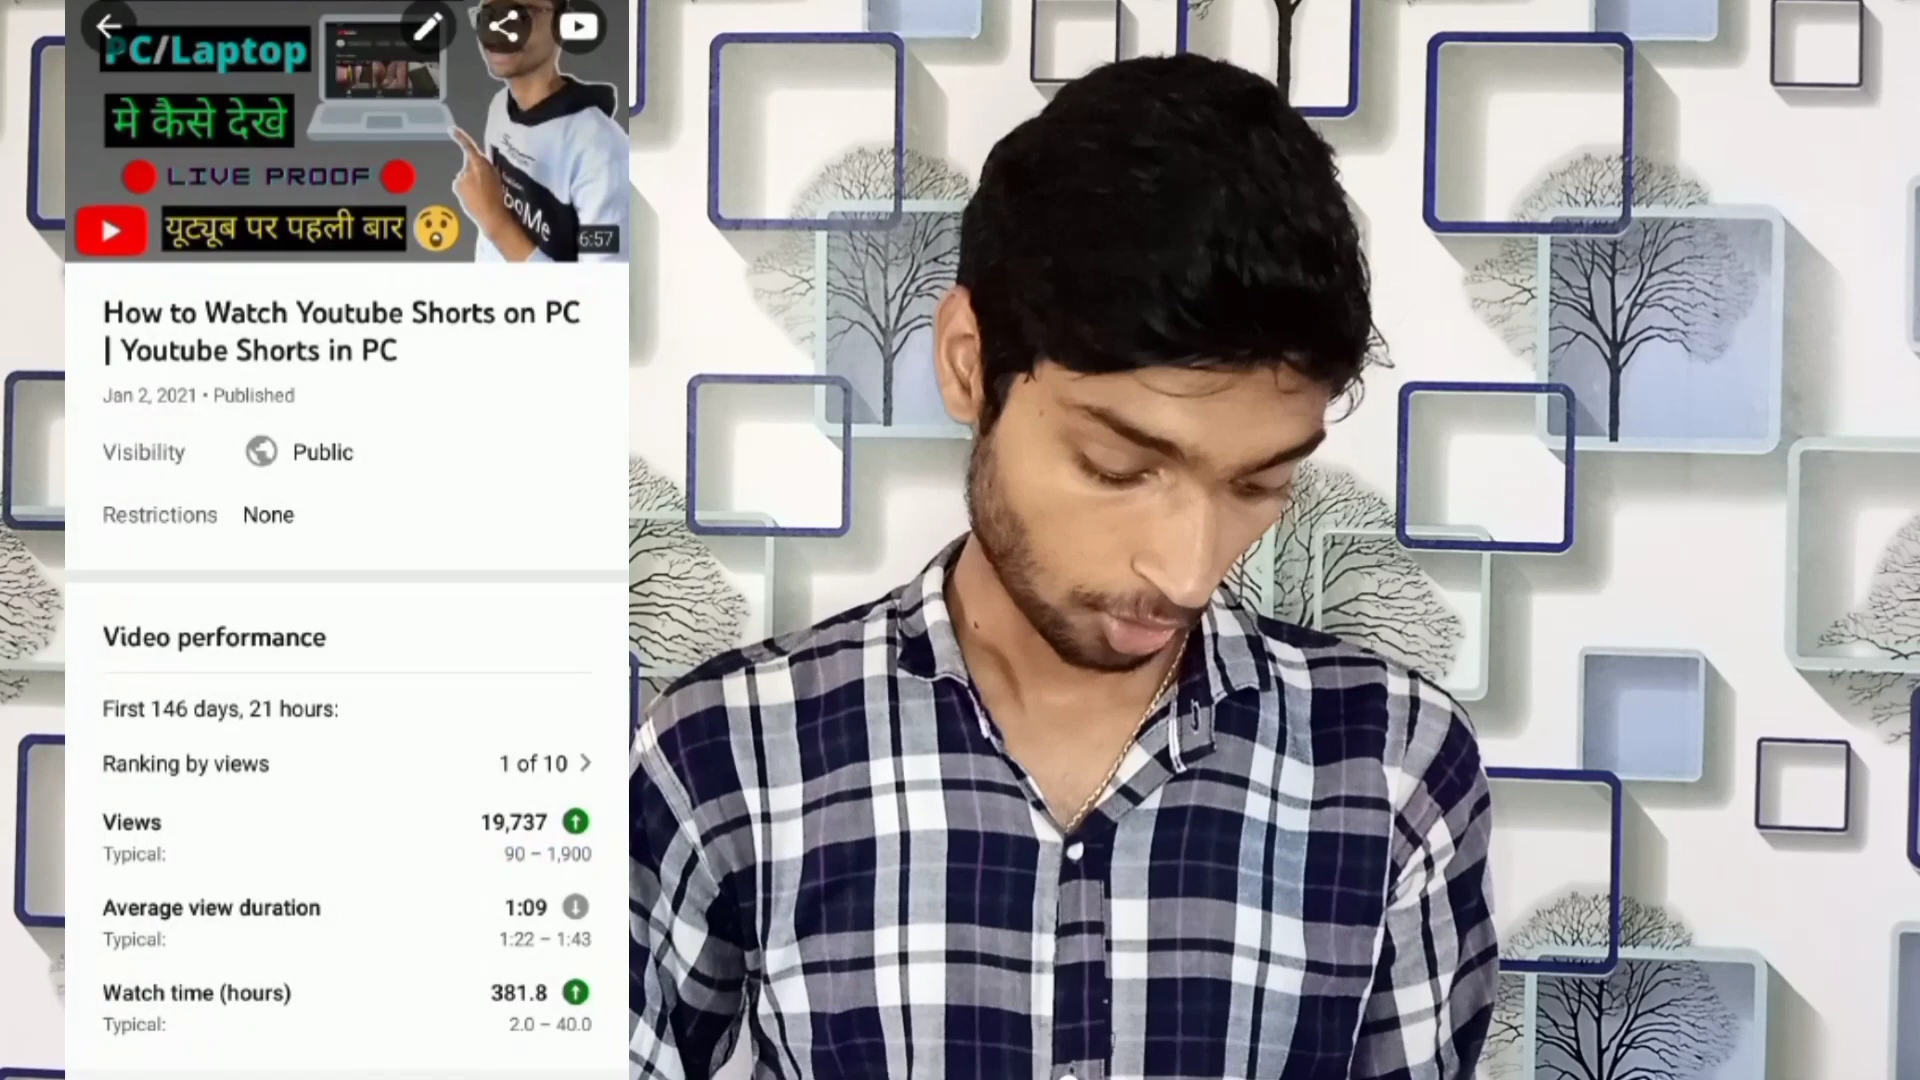 PC/Laptop
मे कैसे देखे
LIVE PROOF
यूट्यूब पर पहली बार
6:57
How to Watch Youtube Shorts on PC
| Youtube Shorts in PC
Jan 2, 2021 • Published
Visibility Public
Restrictions None
Video performance
First 146 days, 21 hours:
Ranking by views 1 of 10
Views 19,737
Typical: 90 – 1,900
Average view duration 1:09
Typical: 1:22 – 1:43
Watch time (hours) 381.8
Typical: 2.0 – 40.0